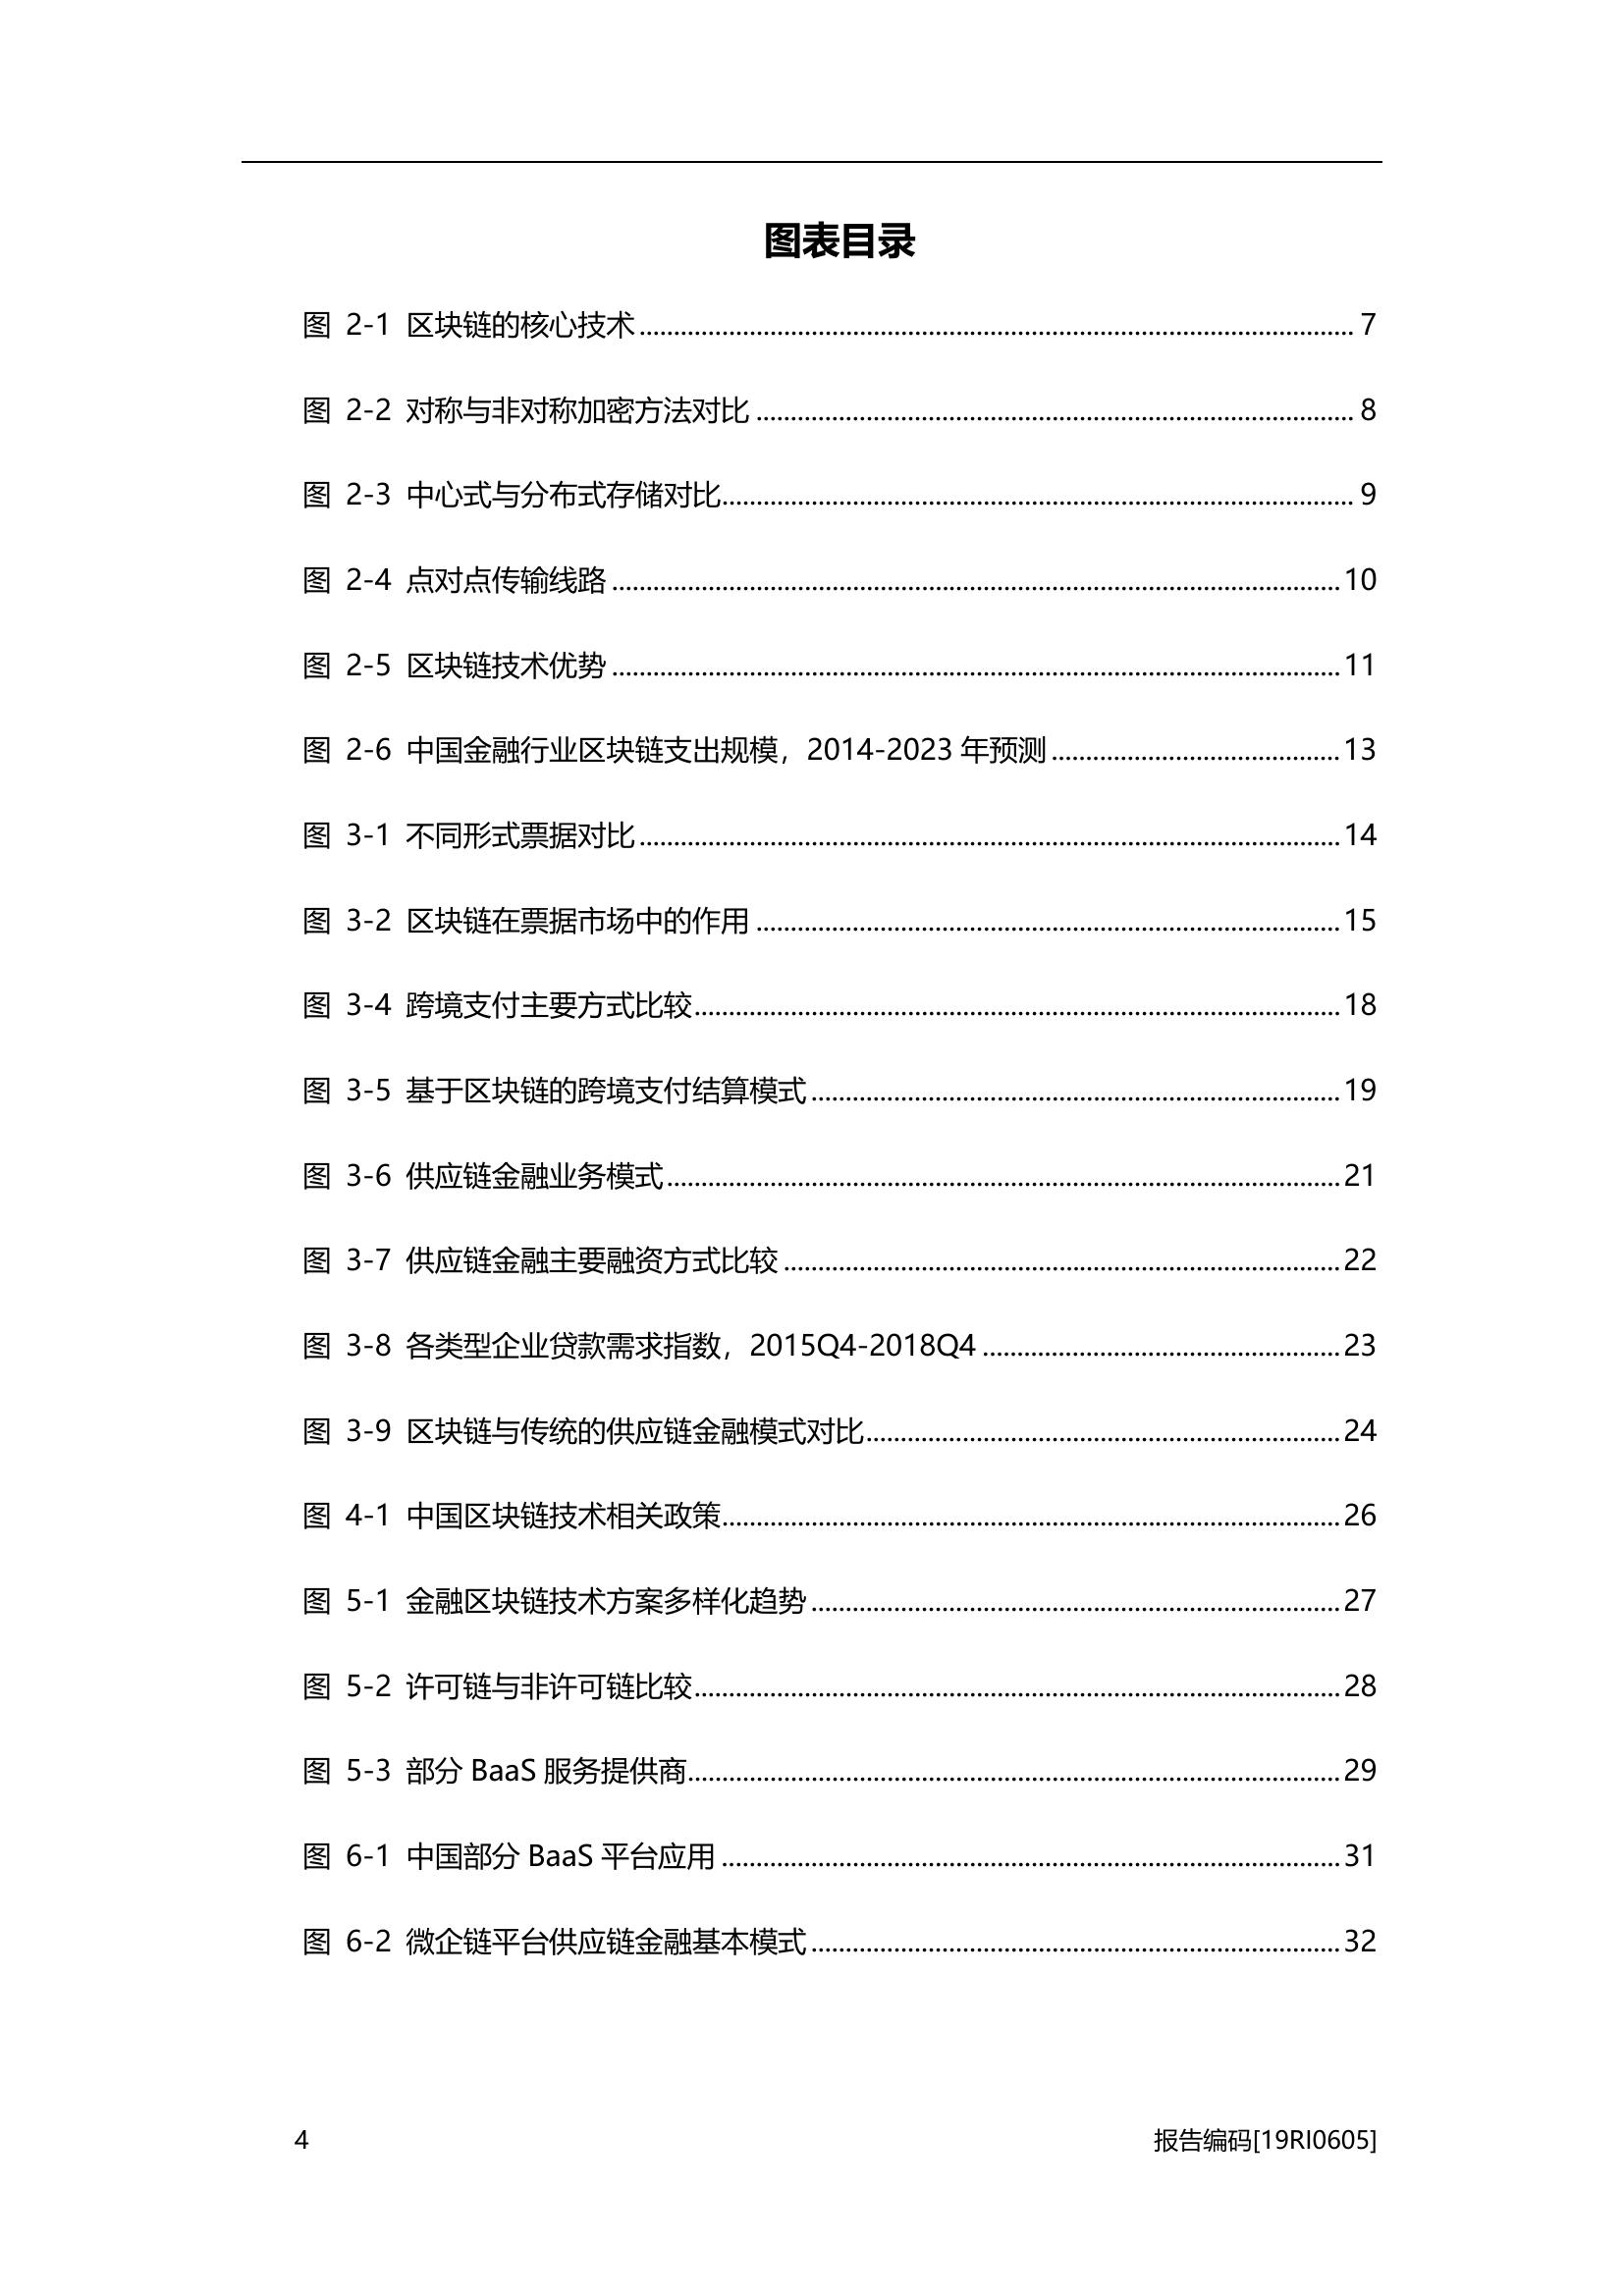 图表目录
图 2-1 区块链的核心技术 7
图 2-2 对称与非对称加密方法对比 8
图 2-3 中心式与分布式存储对比 9
图 2-4 点对点传输线路 10
图 2-5 区块链技术优势 11
图 2-6 中国金融行业区块链支出规模，2014-2023 年预测 13
图 3-1 不同形式票据对比 14
图 3-2 区块链在票据市场中的作用 15
图 3-4 跨境支付主要方式比较 18
图 3-5 基于区块链的跨境支付结算模式 19
图 3-6 供应链金融业务模式 21
图 3-7 供应链金融主要融资方式比较 22
图 3-8 各类型企业贷款需求指数，2015Q4-2018Q4 23
图 3-9 区块链与传统的供应链金融模式对比 24
图 4-1 中国区块链技术相关政策 26
图 5-1 金融区块链技术方案多样化趋势 27
图 5-2 许可链与非许可链比较 28
图 5-3 部分 BaaS 服务提供商 29
图 6-1 中国部分 BaaS 平台应用 31
图 6-2 微企链平台供应链金融基本模式 32
4 报告编码[19RI0605]